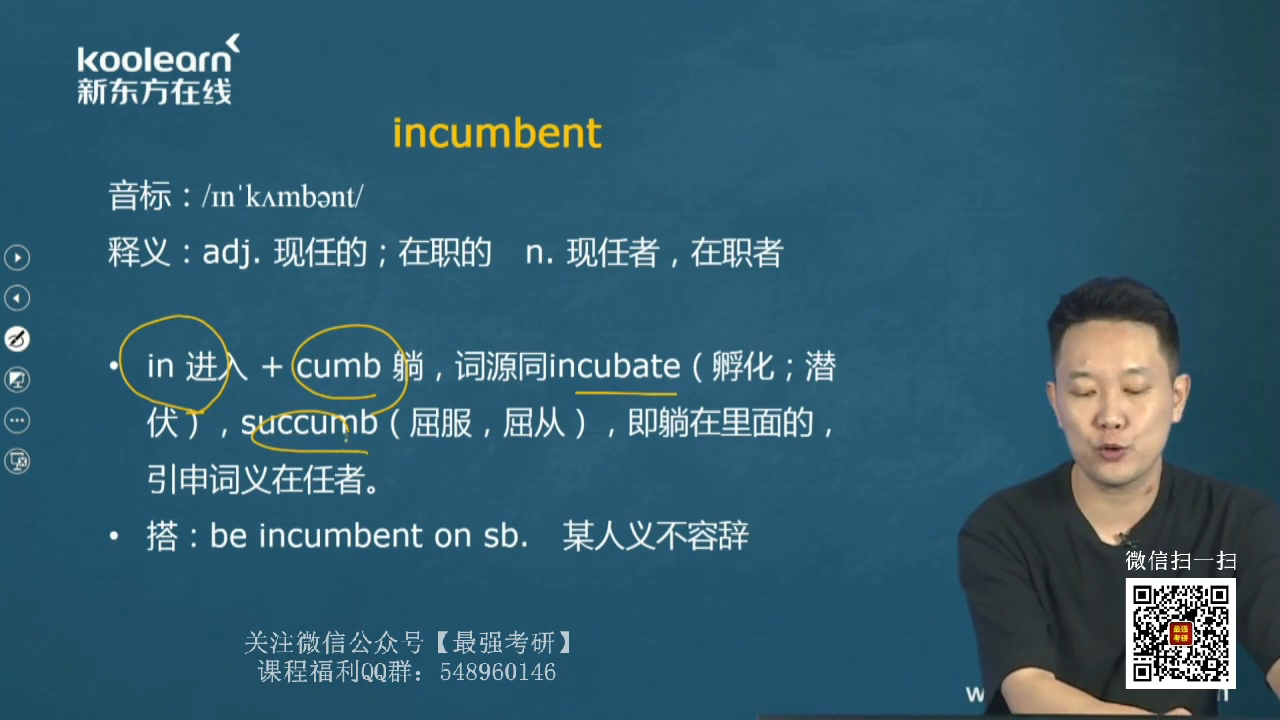 koolearn
新东方在线
incumbent
音标：/ɪnˈkʌmbənt/
释义：adj. 现任的；在职的 n. 现任者，在职者
• in 进入 + cumb 躺，词源同incubate（孵化；潜
伏），succumb（屈服，屈从），即躺在里面的，
引申词义在任者。
• 搭：be incumbent on sb. 某人义不容辞
微信扫一扫
最强
考研
关注微信公众号【最强考研】
课程福利QQ群：548960146